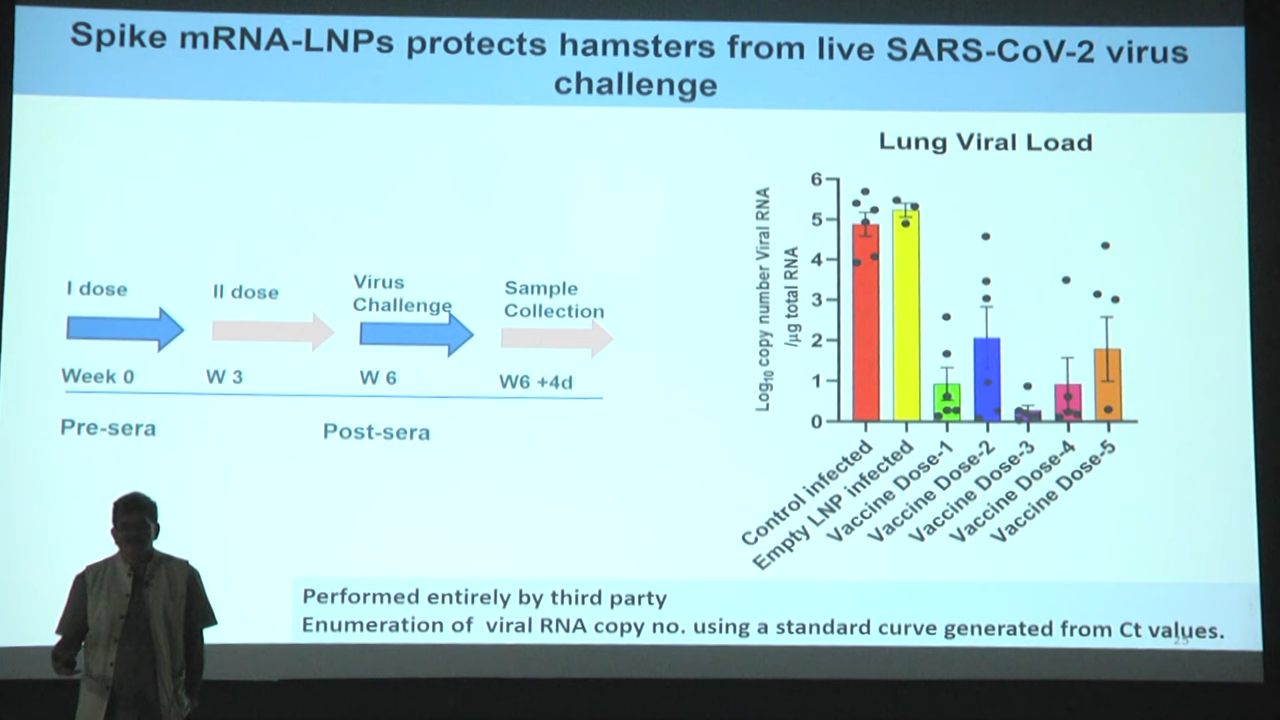 Spike mRNA-LNPs protects hamsters from live SARS-CoV-2 virus
challenge
I dose
II dose
Virus
Challenge
Sample
Collection
Week 0
W 3
W 6
W6 +4d
Pre-sera
Post-sera
Lung Viral Load
Log10 copy number Viral RNA
/µg total RNA
6
5
4
3
2
1
0
Control infected
Empty LNP infected
Vaccine Dose-1
Vaccine Dose-2
Vaccine Dose-3
Vaccine Dose-4
Vaccine Dose-5
Performed entirely by third party
Enumeration of viral RNA copy no. using a standard curve generated from Ct values.